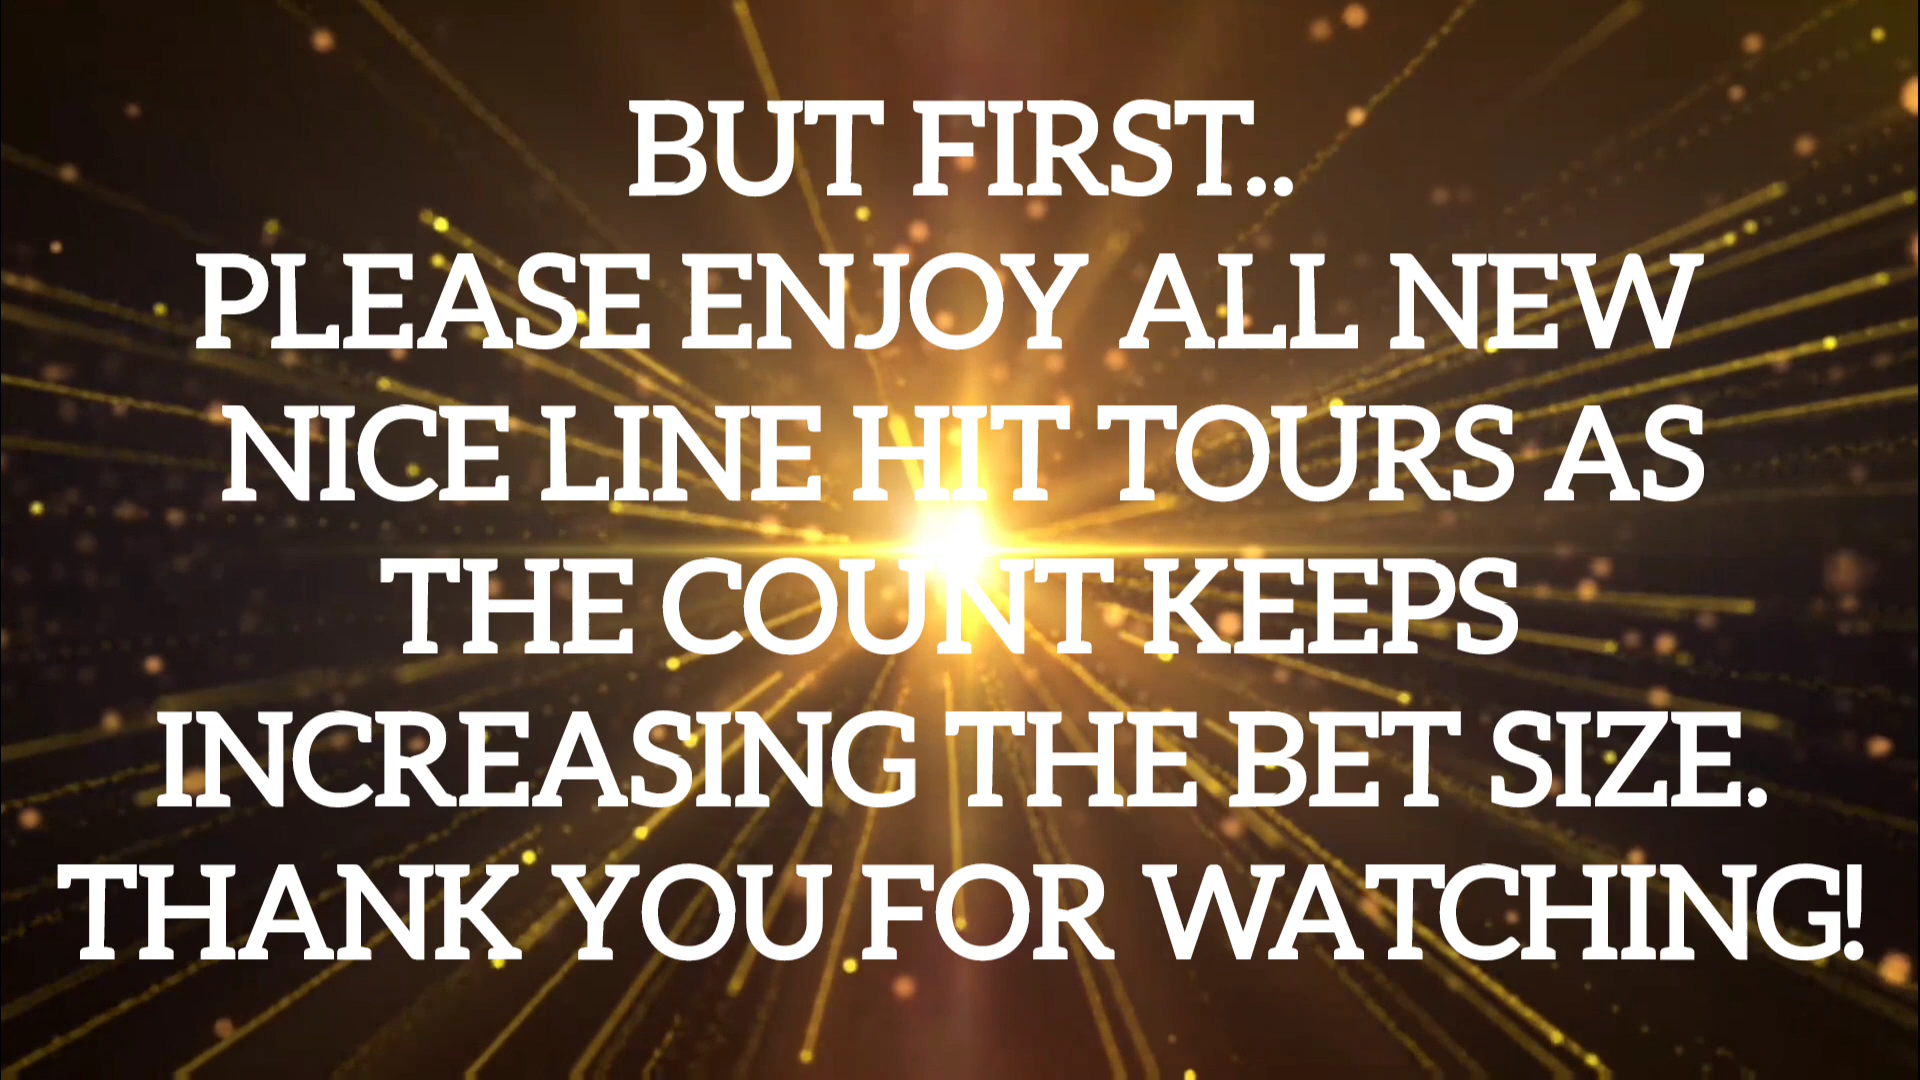 BUT FIRST..
PLEASE ENJOY ALL NEW
NICE LINE HIT TOURS AS
THE COUNT KEEPS
INCREASING THE BET SIZE.
THANK YOU FOR WATCHING!